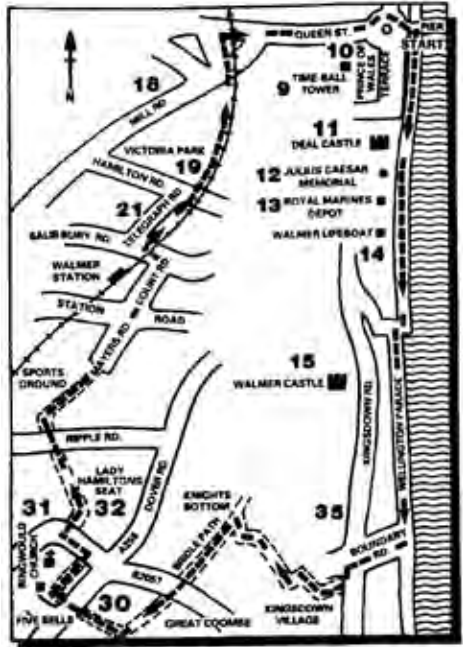 QUEEN ST.
PIER
START
10
PRINCE OF
WALES
TERRACE
9
TIME-BALL
TOWER
N
18
MILL RD
11
DEAL CASTLE
VICTORIA PARK
19
HAMILTON RD.
12
JULIUS CAESAR
MEMORIAL
13
ROYAL MARINES
DEPOT
21
TELEGRAPH RD
SALISBURY RD.
WALMER LIFEBOAT
14
WALMER
STATION
COURT RD.
STATION
ROAD
MAYERS RD
SPORTS
GROUND
15
WALMER CASTLE
KINGSDOWN RD.
WELLINGTON PARADE
RIPPLE RD.
LADY
HAMILTONS
SEAT
DOVER RD
31
32
KNIGHTS
BOTTOM
35
A258
MIDDLE PATH
BOUNDARY
RD.
RINGWOULD
CHURCH
B2057
30
FIVE BELLS
GREAT COOMBE
KINGSDOWN
VILLAGE